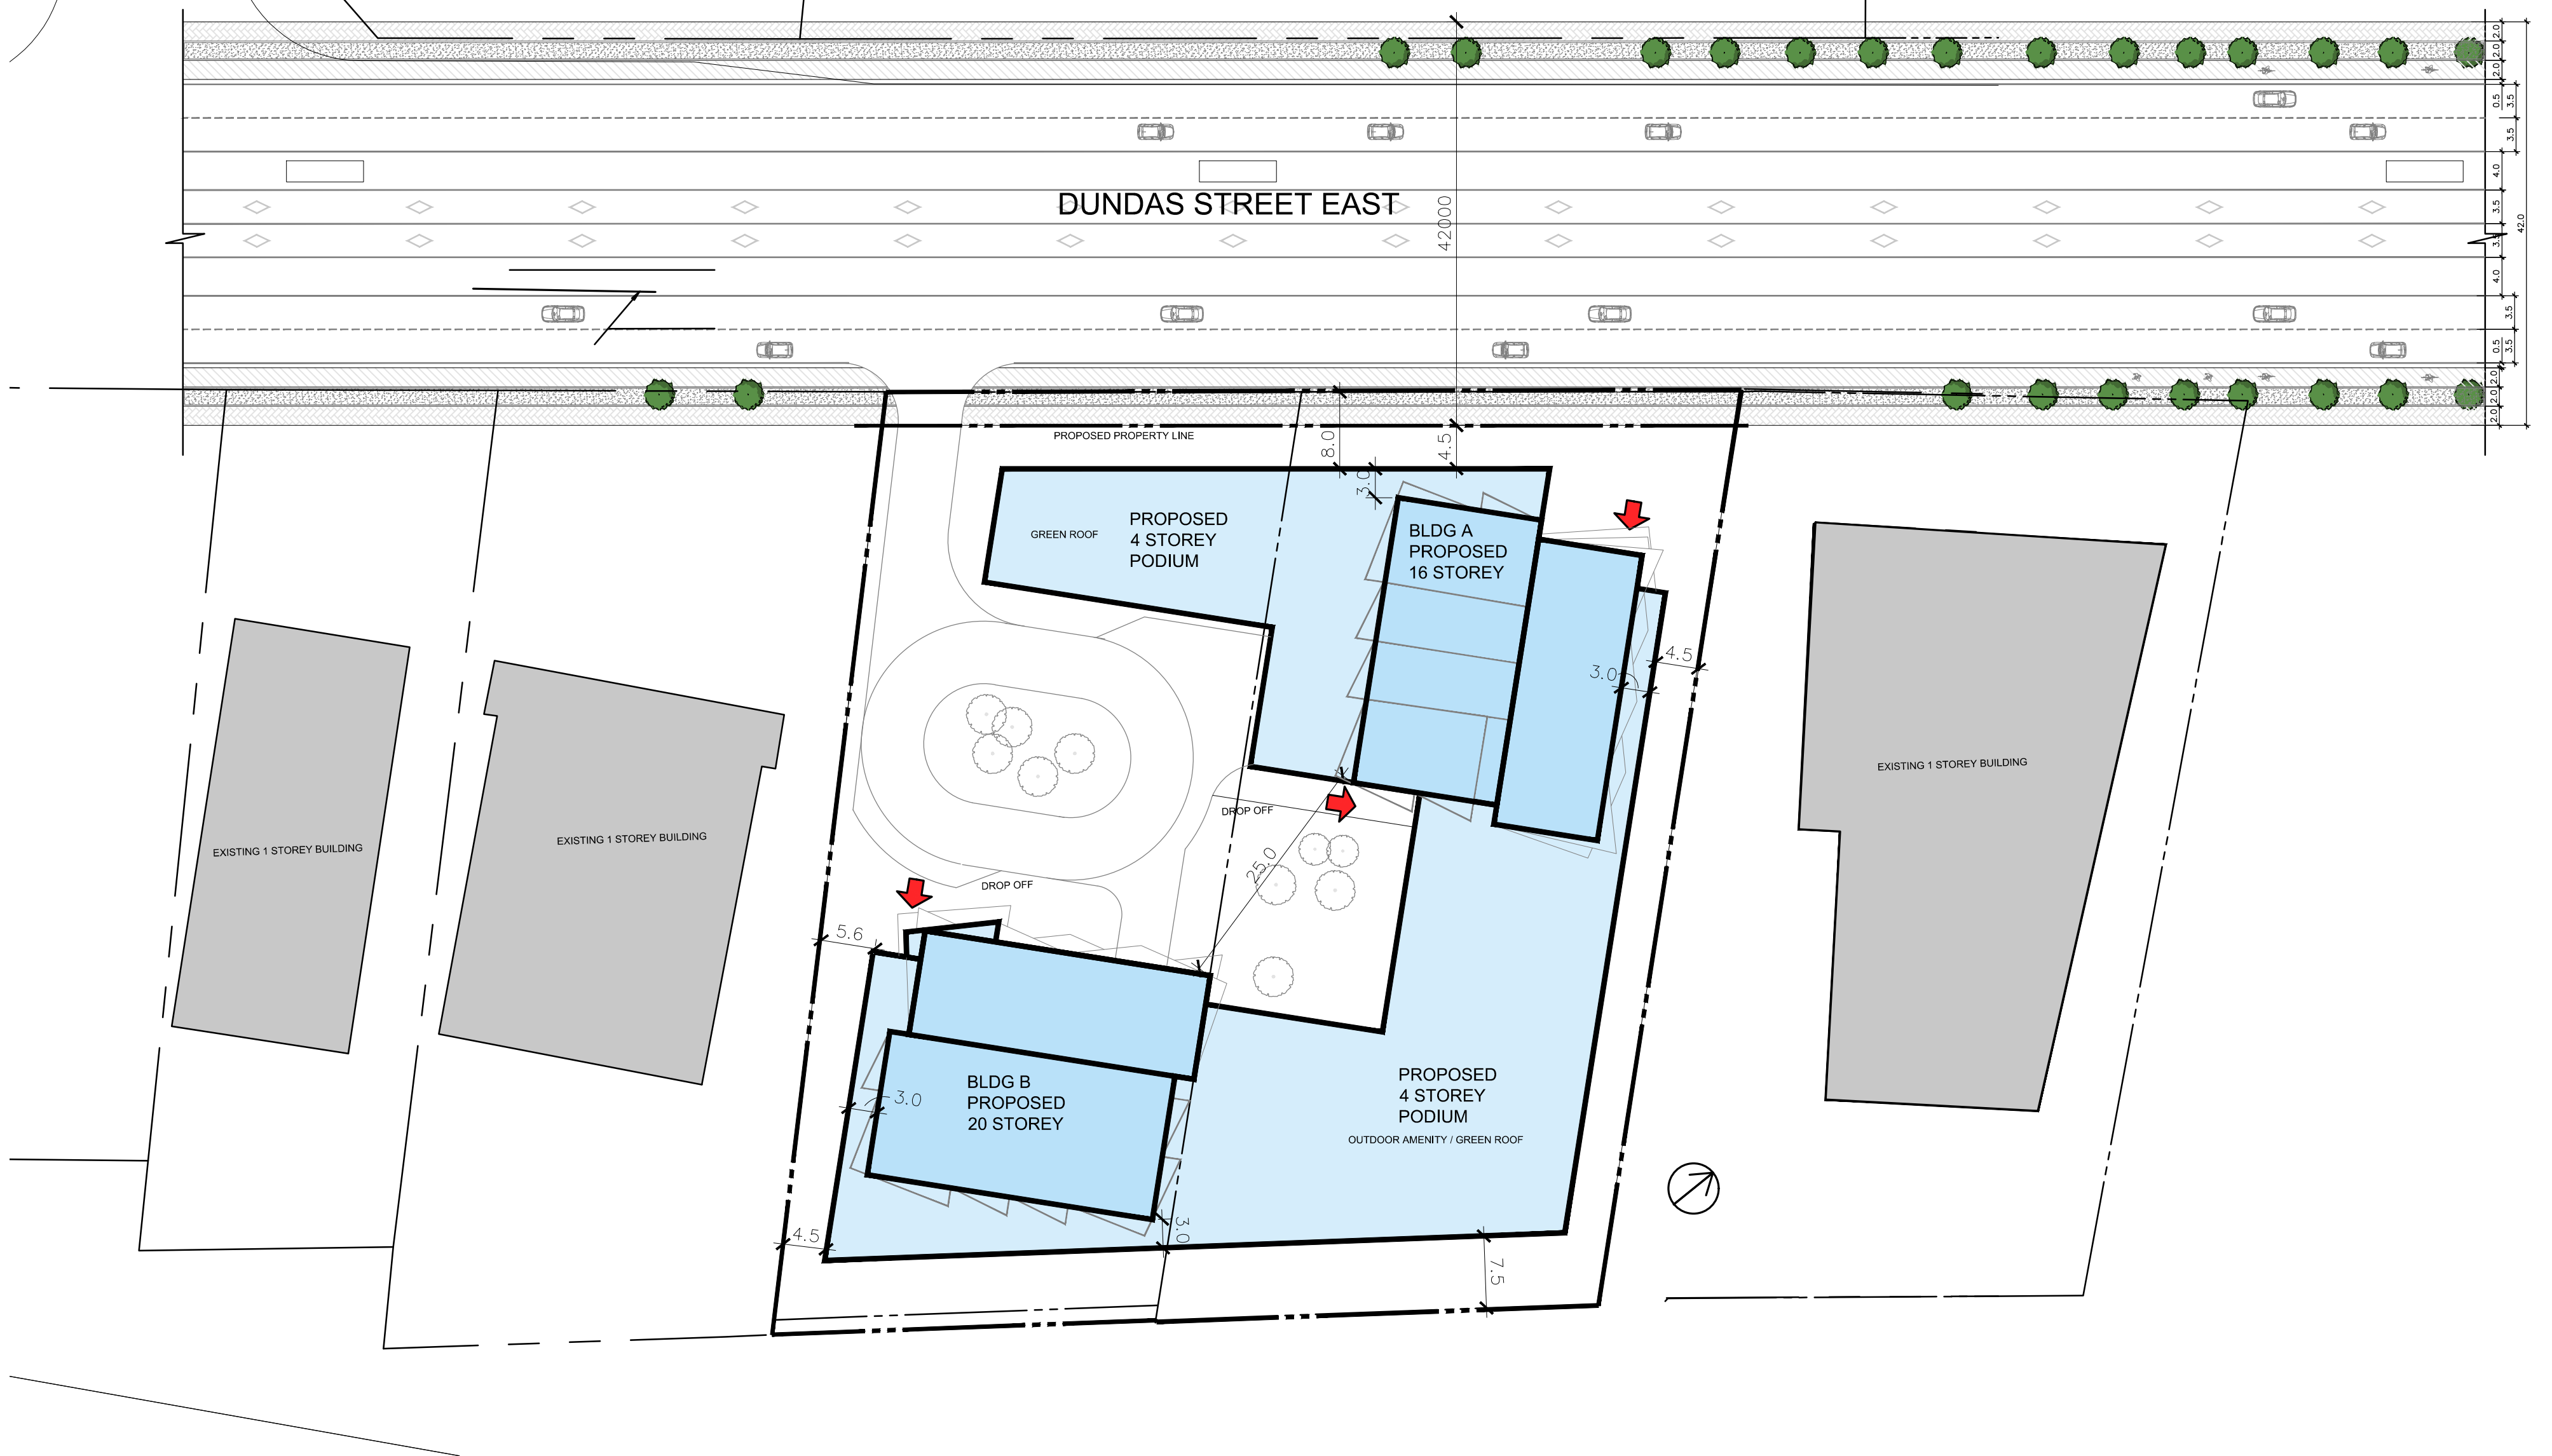 2.0
2.0
2.0
0.5
3.5
3.5
4.0
DUNDAS STREET EAST
42000
3.5
3.5
42.0
4.0
3.5
0.5
3.5
2.0
2.0
2.0
PROPOSED PROPERTY LINE
8.0
4.5
3.0
GREEN ROOF
PROPOSED
4 STOREY
PODIUM
BLDG A
PROPOSED
16 STOREY
4.5
3.0
EXISTING 1 STOREY BUILDING
DROP OFF
EXISTING 1 STOREY BUILDING
EXISTING 1 STOREY BUILDING
25.0
DROP OFF
5.6
BLDG B
PROPOSED
20 STOREY
3.0
PROPOSED
4 STOREY
PODIUM
OUTDOOR AMENITY / GREEN ROOF
4.5
3.0
7.5